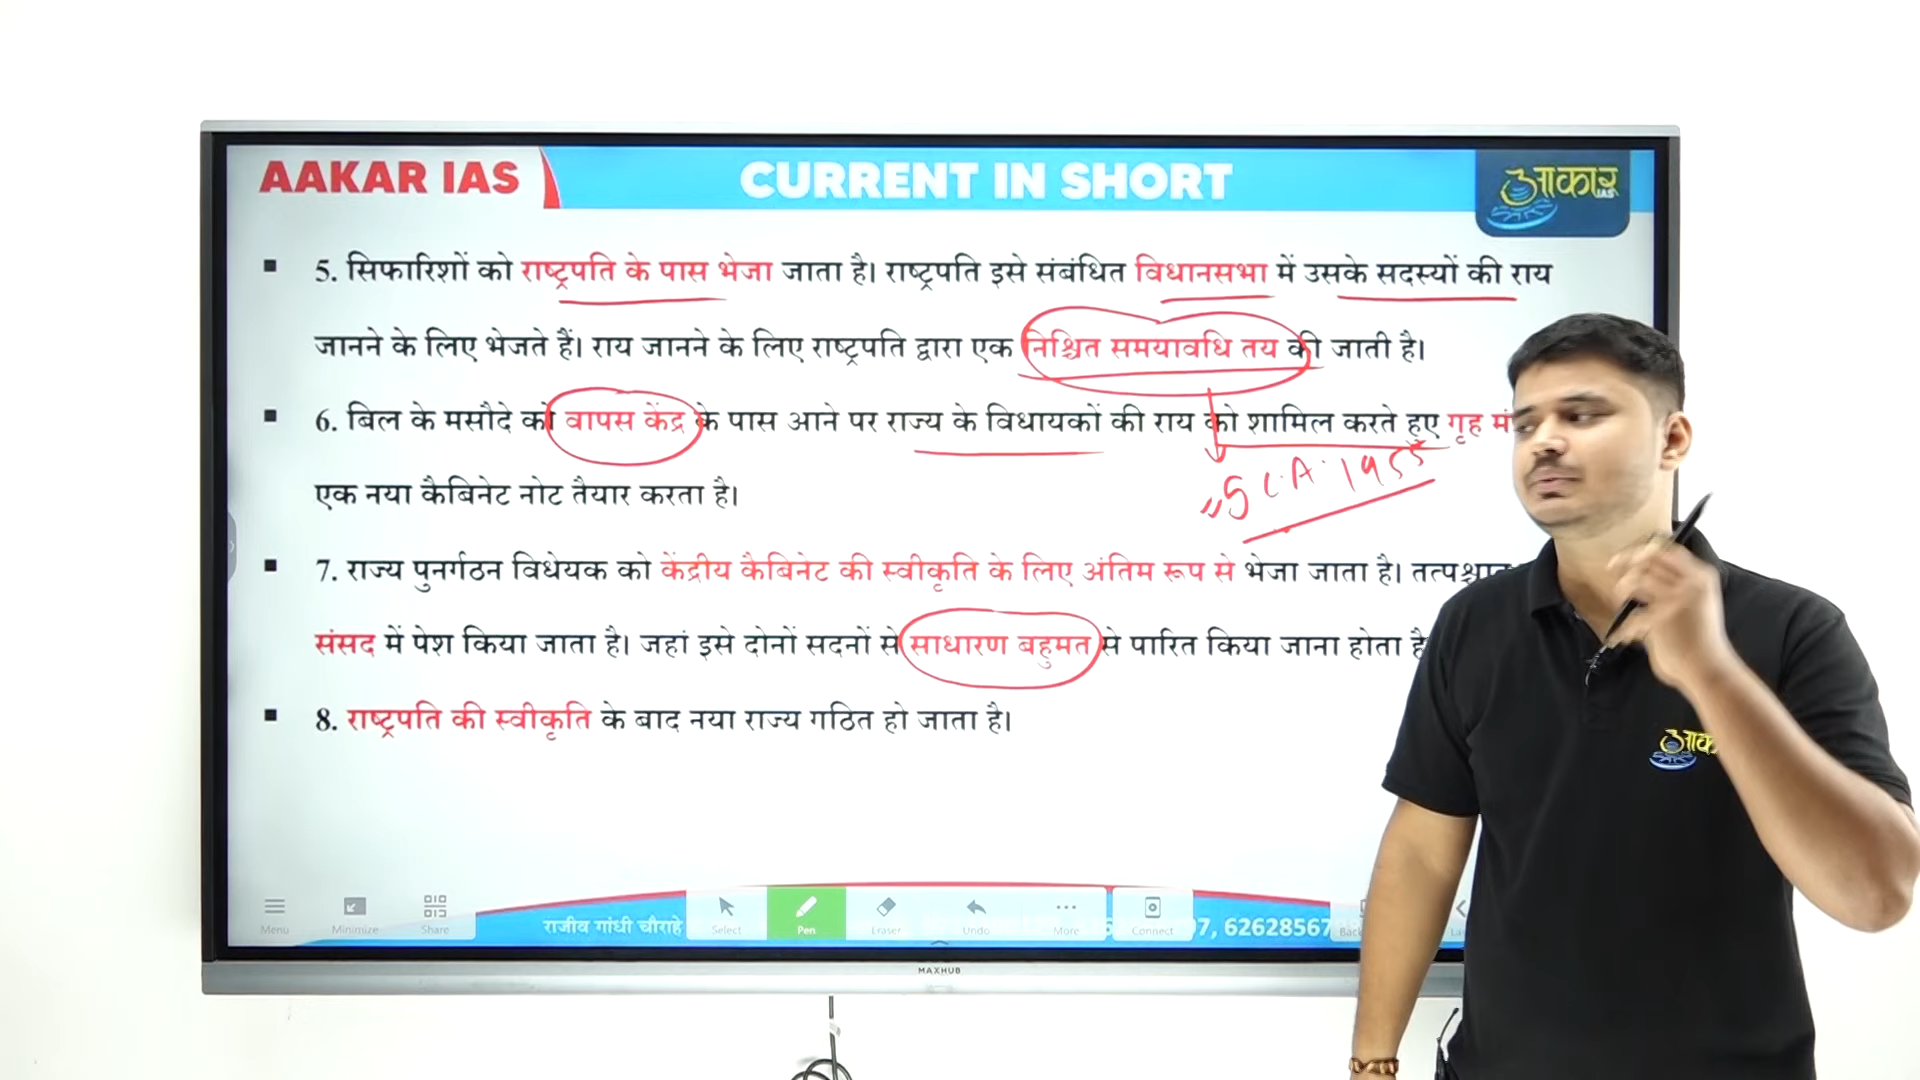 AAKAR IAS CURRENT IN SHORT आकार IAS
5. सिफारिशों को राष्ट्रपति के पास भेजा जाता है। राष्ट्रपति इसे संबंधित विधानसभा में उसके सदस्यों की राय
जानने के लिए भेजते हैं। राय जानने के लिए राष्ट्रपति द्वारा एक निश्चित समयावधि तय की जाती है।
6. बिल के मसौदे को वापस केंद्र के पास आने पर राज्य के विधायकों की राय को शामिल करते हुए गृह
5 C.A. 1955
एक नया कैबिनेट नोट तैयार करता है।
7. राज्य पुनर्गठन विधेयक को केंद्रीय कैबिनेट की स्वीकृति के लिए अंतिम रूप से भेजा जाता है। तत्पश्चात
संसद में पेश किया जाता है। जहां इसे दोनों सदनों से साधारण बहुमत से पारित किया जाना होता है
8. राष्ट्रपति की स्वीकृति के बाद नया राज्य गठित हो जाता है।
Menu Minimize Share राजीव गांधी चौराहे Select Pen Eraser Undo More Connect
MAXHUB